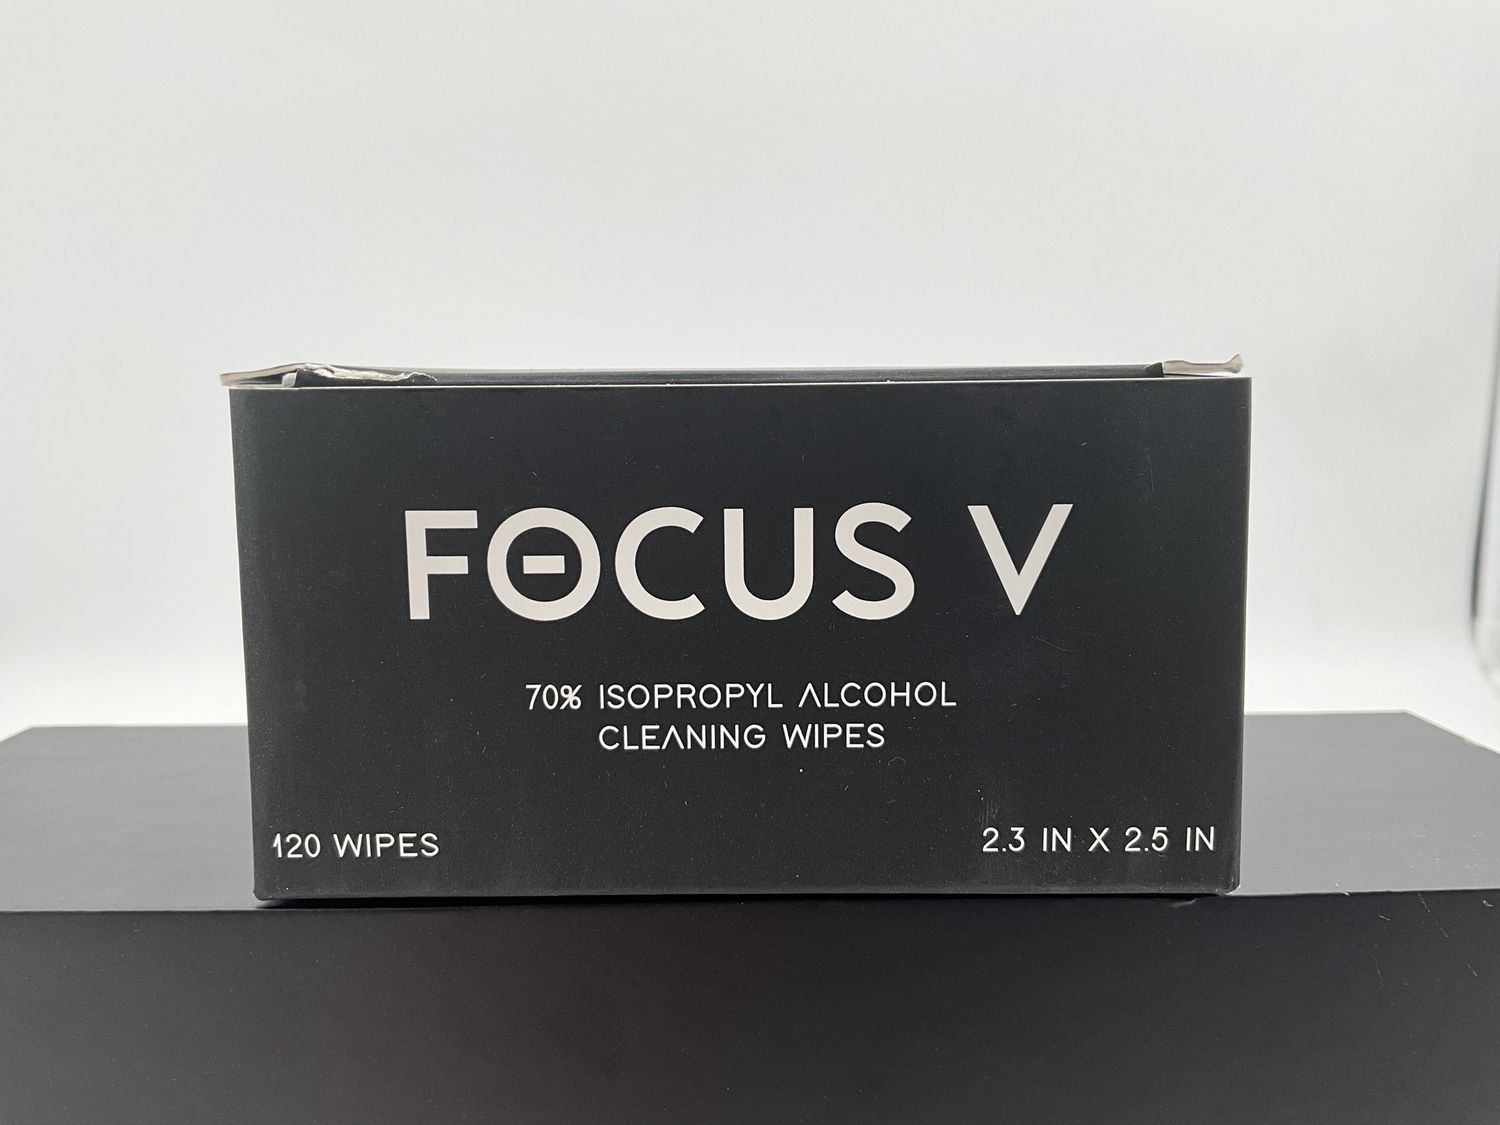 FOCUS V
70% ISOPROPYL ALCOHOL
CLEANING WIPES
120 WIPES
2.3 IN X 2.5 IN